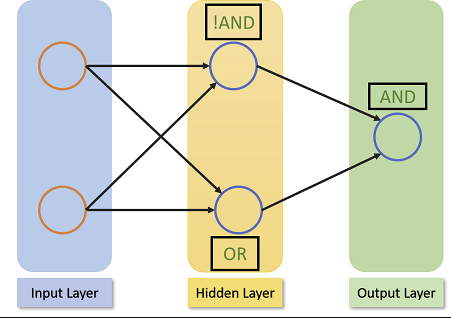 !AND
AND
OR
Input Layer
Hidden Layer
Output Layer